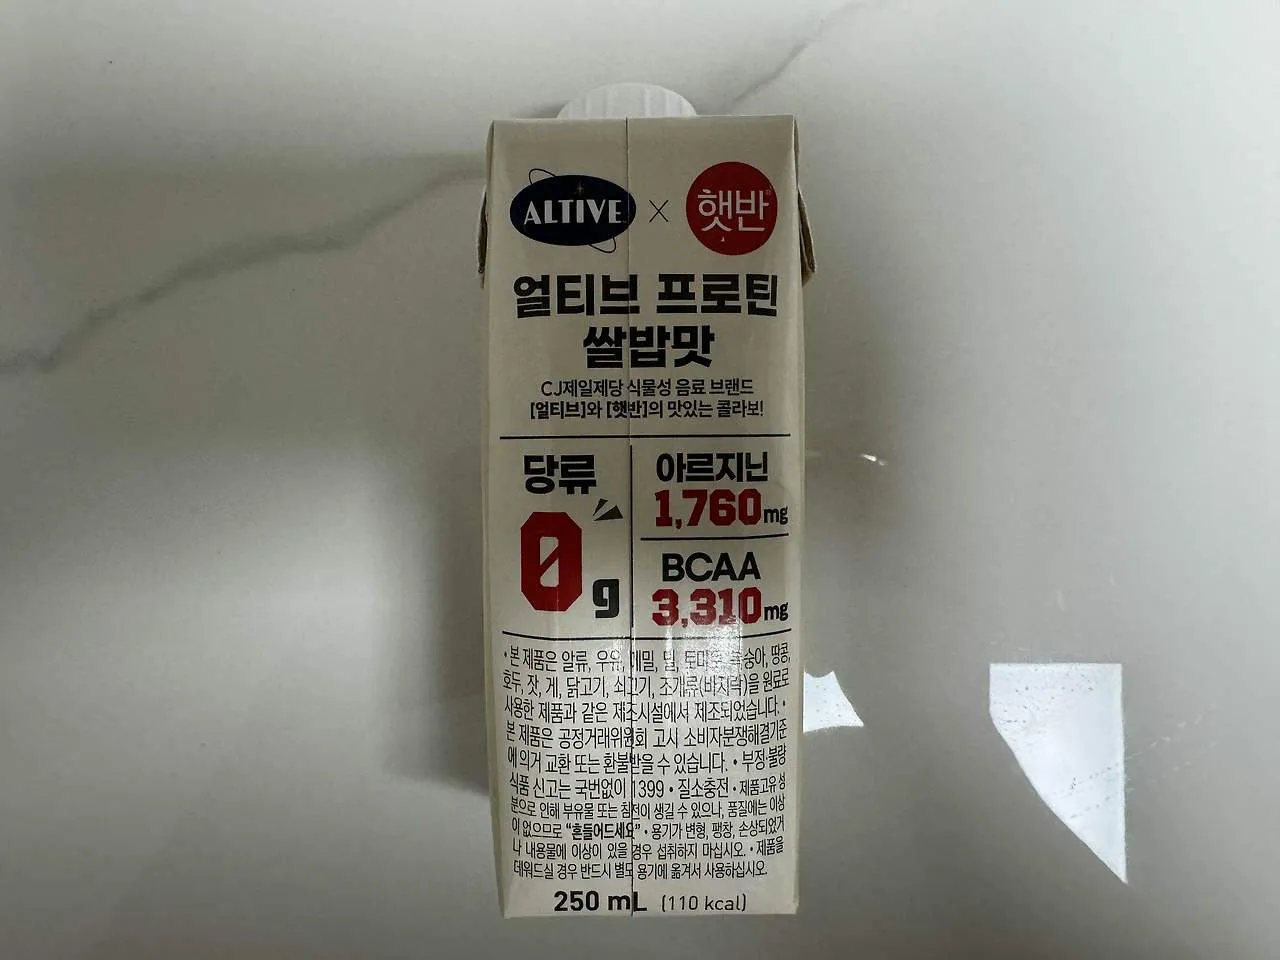 ALTIVE × 햇반
얼티브 프로틴
쌀밥맛
CJ제일제당 식물성 음료 브랜드
[얼티브]와 [햇반]의 맛있는 콜라보!
당류
0g
아르지닌
1,760mg
BCAA
3,310mg
• 본 제품은 알류, 우유, 메밀, 밀, 토마토, 복숭아, 땅콩,
호두, 잣, 게, 닭고기, 쇠고기, 조개류(바지락)을 원료로
사용한 제품과 같은 제조시설에서 제조되었습니다. •
본 제품은 공정거래위원회 고시 소비자분쟁해결기준
에 의거 교환 또는 환불받을 수 있습니다. • 부정·불량
식품 신고는 국번없이 1399 • 질소충전 • 제품고유 성
분으로 인해 부유물 또는 침전이 생길 수 있으나, 품질에는 이상
이 없으므로 “흔들어드세요” • 용기가 변형, 팽창, 손상되었거
나 내용물에 이상이 있을 경우 섭취하지 마십시오. • 제품을
데워드실 경우 반드시 별도 용기에 옮겨서 사용하십시오.
250 mL (110 kcal)